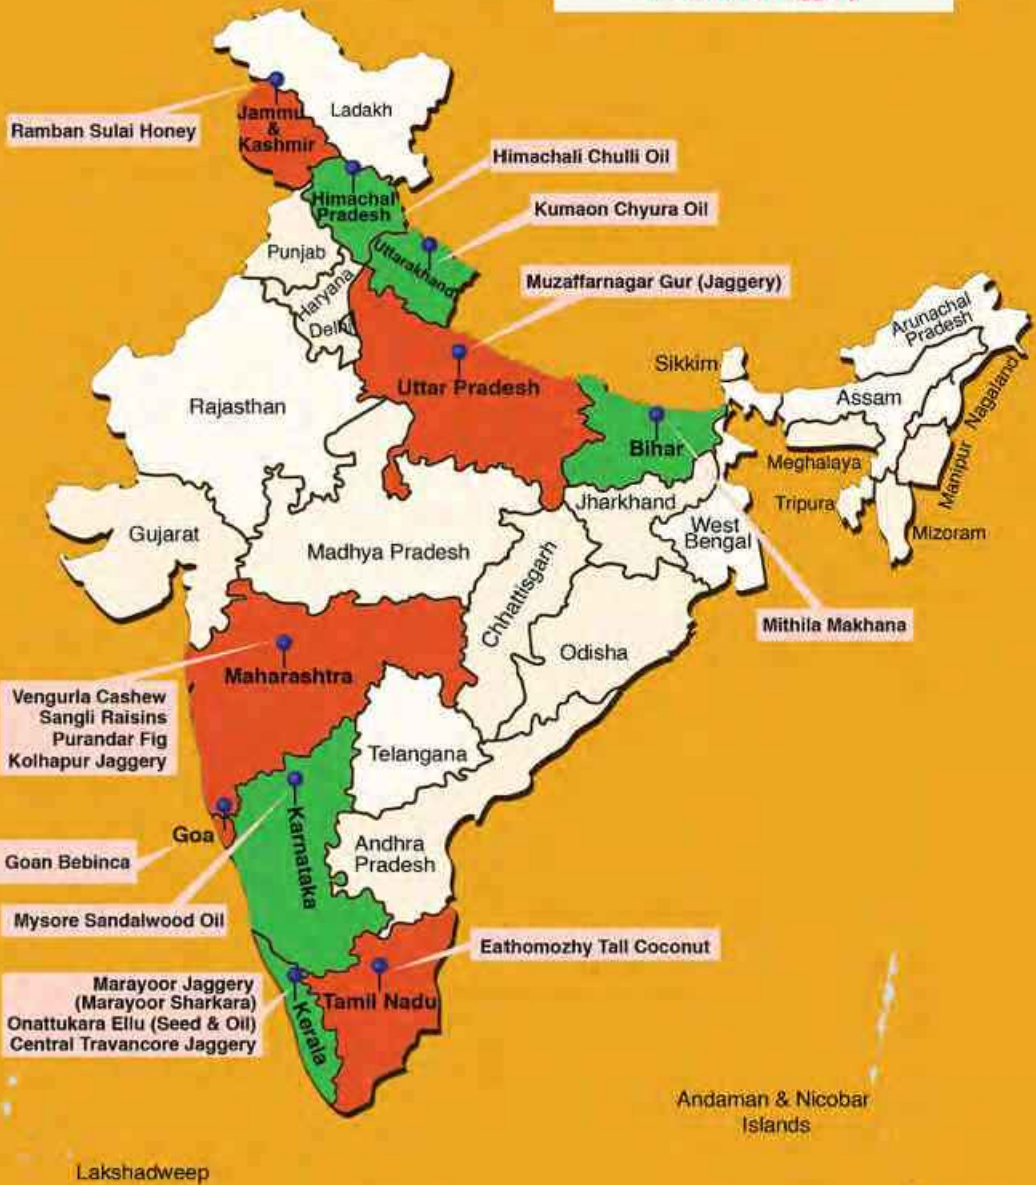 Ladakh
Jammu
&
Kashmir
Ramban Sulai Honey
Himachali Chulli Oil
Himachal
Pradesh
Kumaon Chyura Oil
Punjab
Uttarakhand
Haryana
Muzaffarnagar Gur (Jaggery)
Delhi
Arunachal
Pradesh
Sikkim
Uttar Pradesh
Assam
Nagaland
Rajasthan
Bihar
Meghalaya
Manipur
Jharkhand
Tripura
Gujarat
West
Bengal
Mizoram
Madhya Pradesh
Chhattisgarh
Mithila Makhana
Odisha
Maharashtra
Vengurla Cashew
Sangli Raisins
Purandar Fig
Kolhapur Jaggery
Telangana
Goa
Karnataka
Andhra
Pradesh
Goan Bebinca
Mysore Sandalwood Oil
Eathomozhy Tall Coconut
Marayoor Jaggery
(Marayoor Sharkara)
Onattukara Ellu (Seed & Oil)
Central Travancore Jaggery
Tamil Nadu
Kerala
Andaman & Nicobar
Islands
Lakshadweep